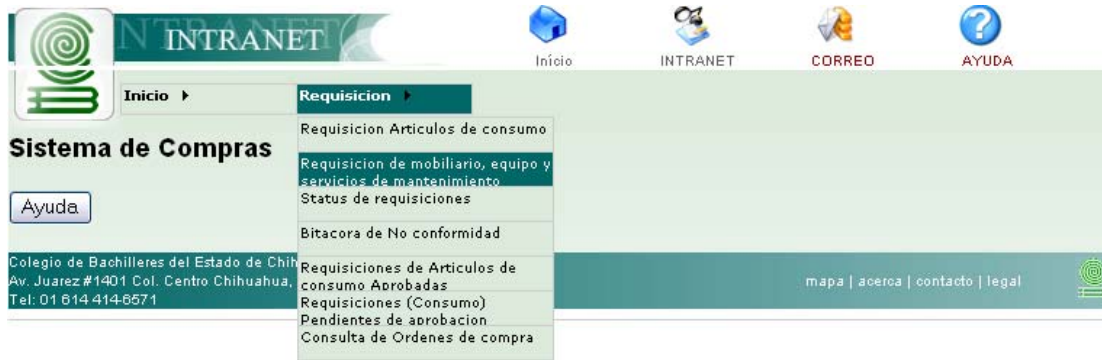 INTRANET
Início
INTRANET
CORREO
AYUDA
Inicio
Requisicion
Requisicion Articulos de consumo
Sistema de Compras
Requisicion de mobiliario, equipo y
servicios de mantenimiento
Ayuda
Status de requisiciones
Bitacora de No conformidad
Colegio de Bachilleres del Estado de Chih
Av. Juarez #1401 Col. Centro Chihuahua,
Tel: 01 614 414-6571
Requisiciones de Articulos de
consumo Aprobadas
Requisiciones (Consumo)
Pendientes de aprobacion
Consulta de Ordenes de compra
mapa | acerca | contacto | legal